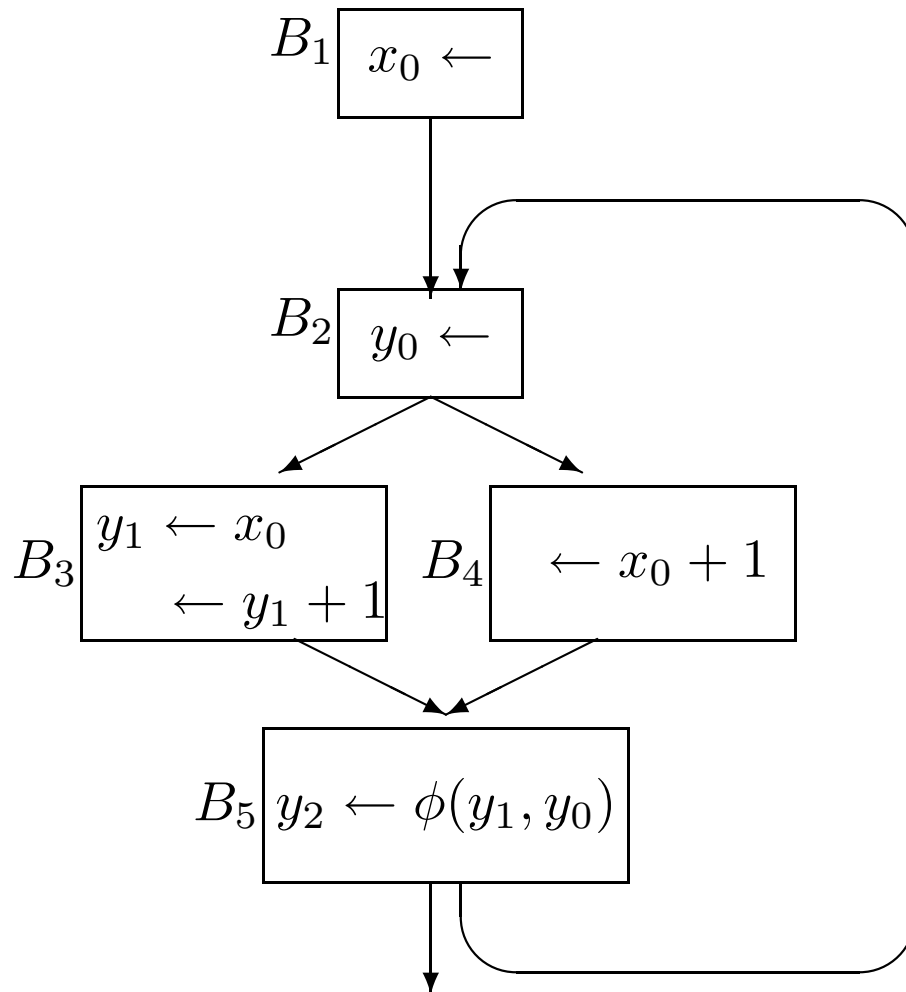 B₁
x₀ ←
B₂
y₀ ←
B₃
y₁ ← x₀
← y₁ + 1
B₄
← x₀ + 1
B₅
y₂ ← ϕ(y₁, y₀)